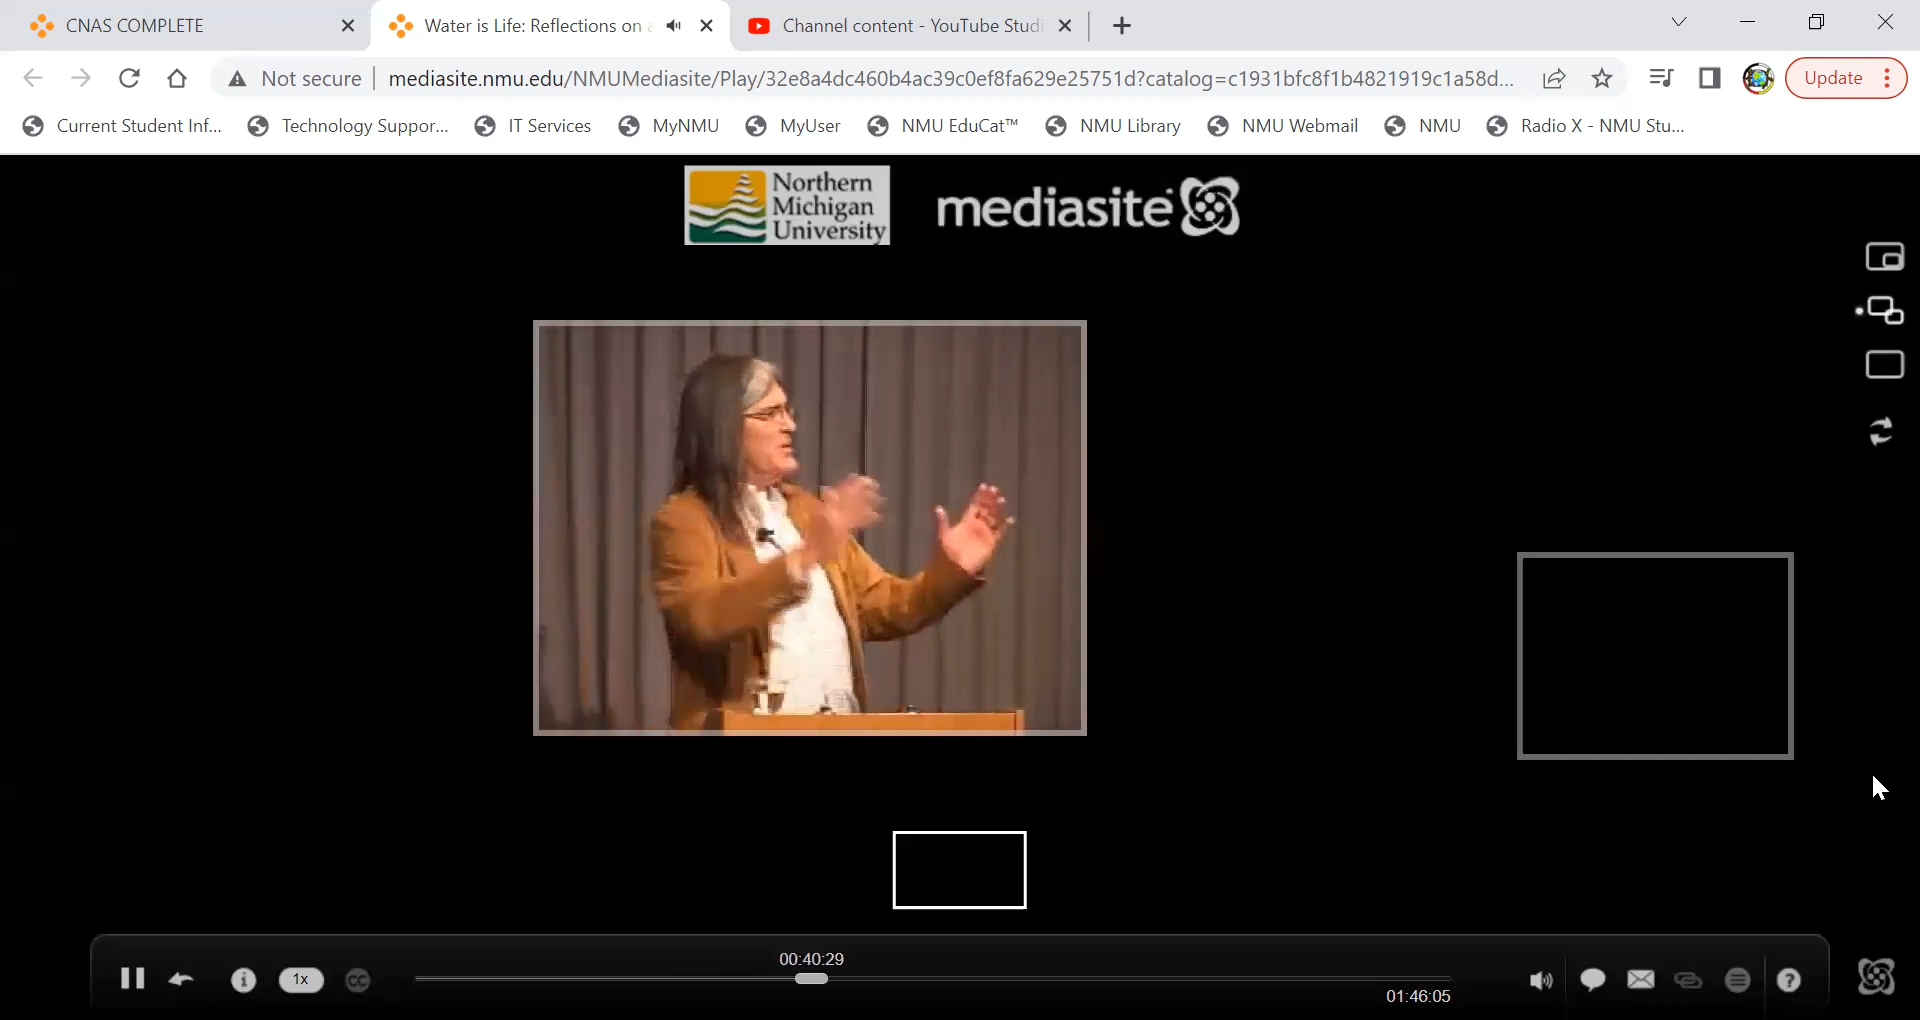 CNAS COMPLETE
Water is Life: Reflections on
Channel content - YouTube Studi
Not secure
mediasite.nmu.edu/NMUMediasite/Play/32e8a4dc460b4ac39c0ef8fa629e25751d?catalog=c1931bfc8f1b4821919c1a58d...
Update
Current Student Inf...
Technology Suppor...
IT Services
MyNMU
MyUser
NMU EduCat™
NMU Library
NMU Webmail
NMU
Radio X - NMU Stu...
Northern
Michigan
University
mediasite
00:40:29
1x
CC
01:46:05